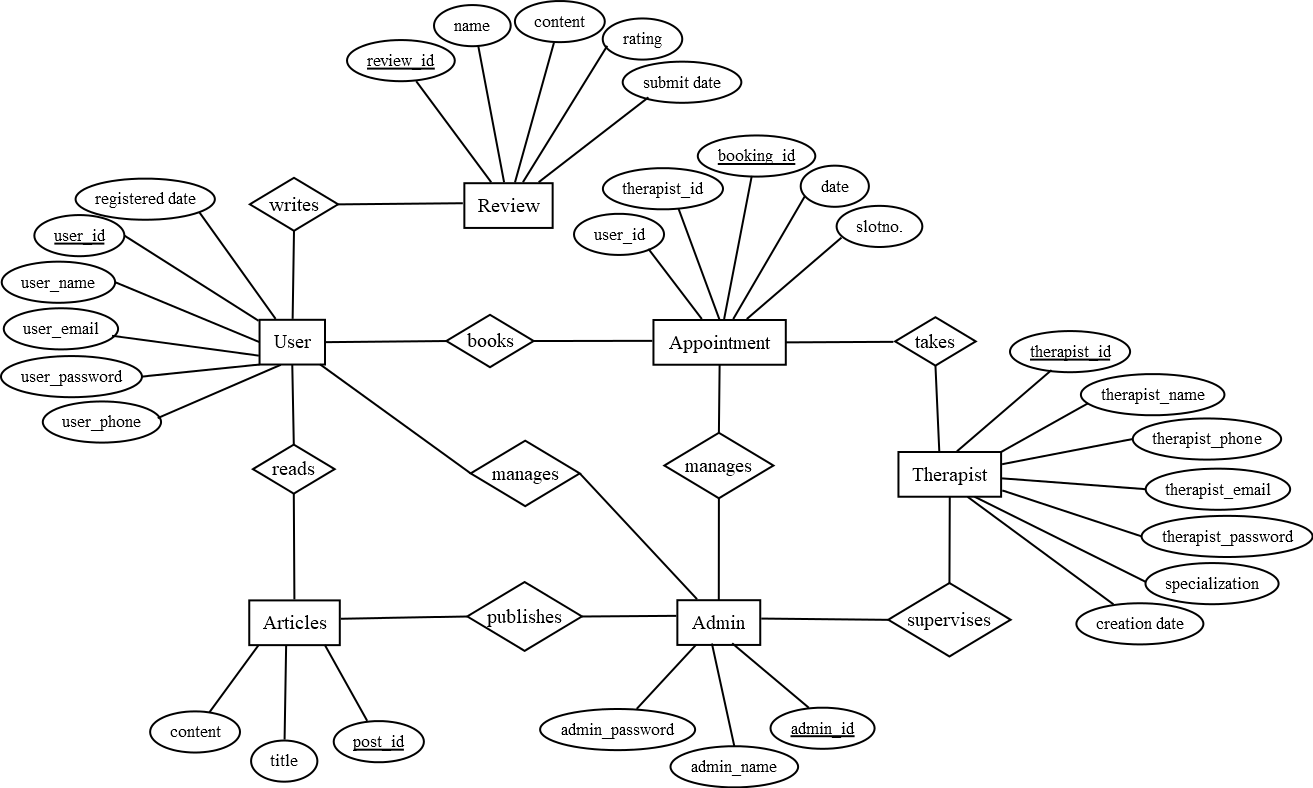 name
content
rating
review_id
submit date
booking_id
therapist_id
date
registered date
writes
Review
slotno.
user_id
user_id
user_name
user_email
User
books
Appointment
takes
therapist_id
user_password
therapist_name
user_phone
therapist_phone
reads
manages
manages
Therapist
therapist_email
therapist_password
specialization
Articles
publishes
Admin
supervises
creation date
content
title
post_id
admin_password
admin_name
admin_id